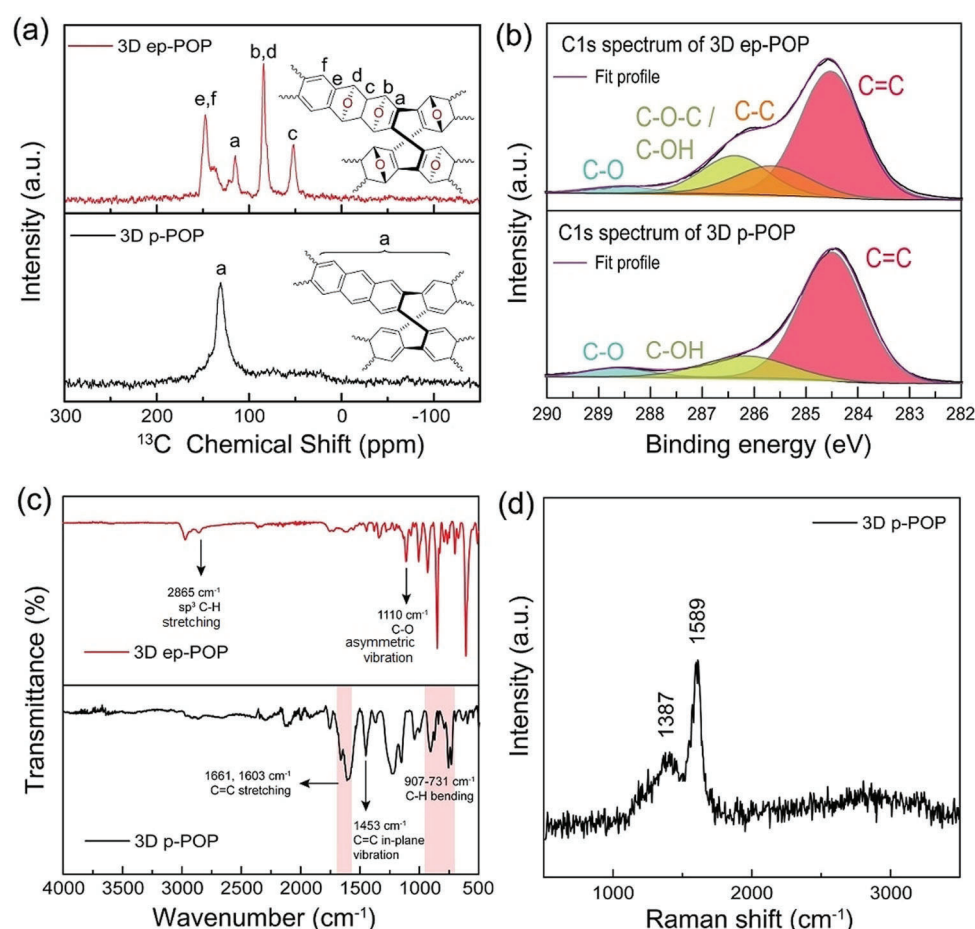 (a)
3D ep-POP
e,f
a
b,d
c
f
e
d
c
b
a
O
O
O
O
O
Intensity (a.u.)
3D p-POP
a
a
300
200
100
0
-100
13C Chemical Shift (ppm)
(b)
C1s spectrum of 3D ep-POP
Fit profile
C-O
C-O-C /
C-OH
C-C
C=C
Intensity (a.u.)
C1s spectrum of 3D p-POP
Fit profile
C-O
C-OH
C=C
290
289
288
287
286
285
284
283
282
Binding energy (eV)
(c)
2865 cm-1
sp3 C-H
stretching
1110 cm-1
C-O
asymmetric
vibration
3D ep-POP
Transmittance (%)
1661, 1603 cm-1
C=C stretching
1453 cm-1
C=C in-plane
vibration
907-731 cm-1
C-H bending
3D p-POP
4000
3500
3000
2500
2000
1500
1000
500
Wavenumber (cm-1)
(d)
3D p-POP
1387
1589
Intensity (a.u.)
1000
2000
3000
Raman shift (cm-1)